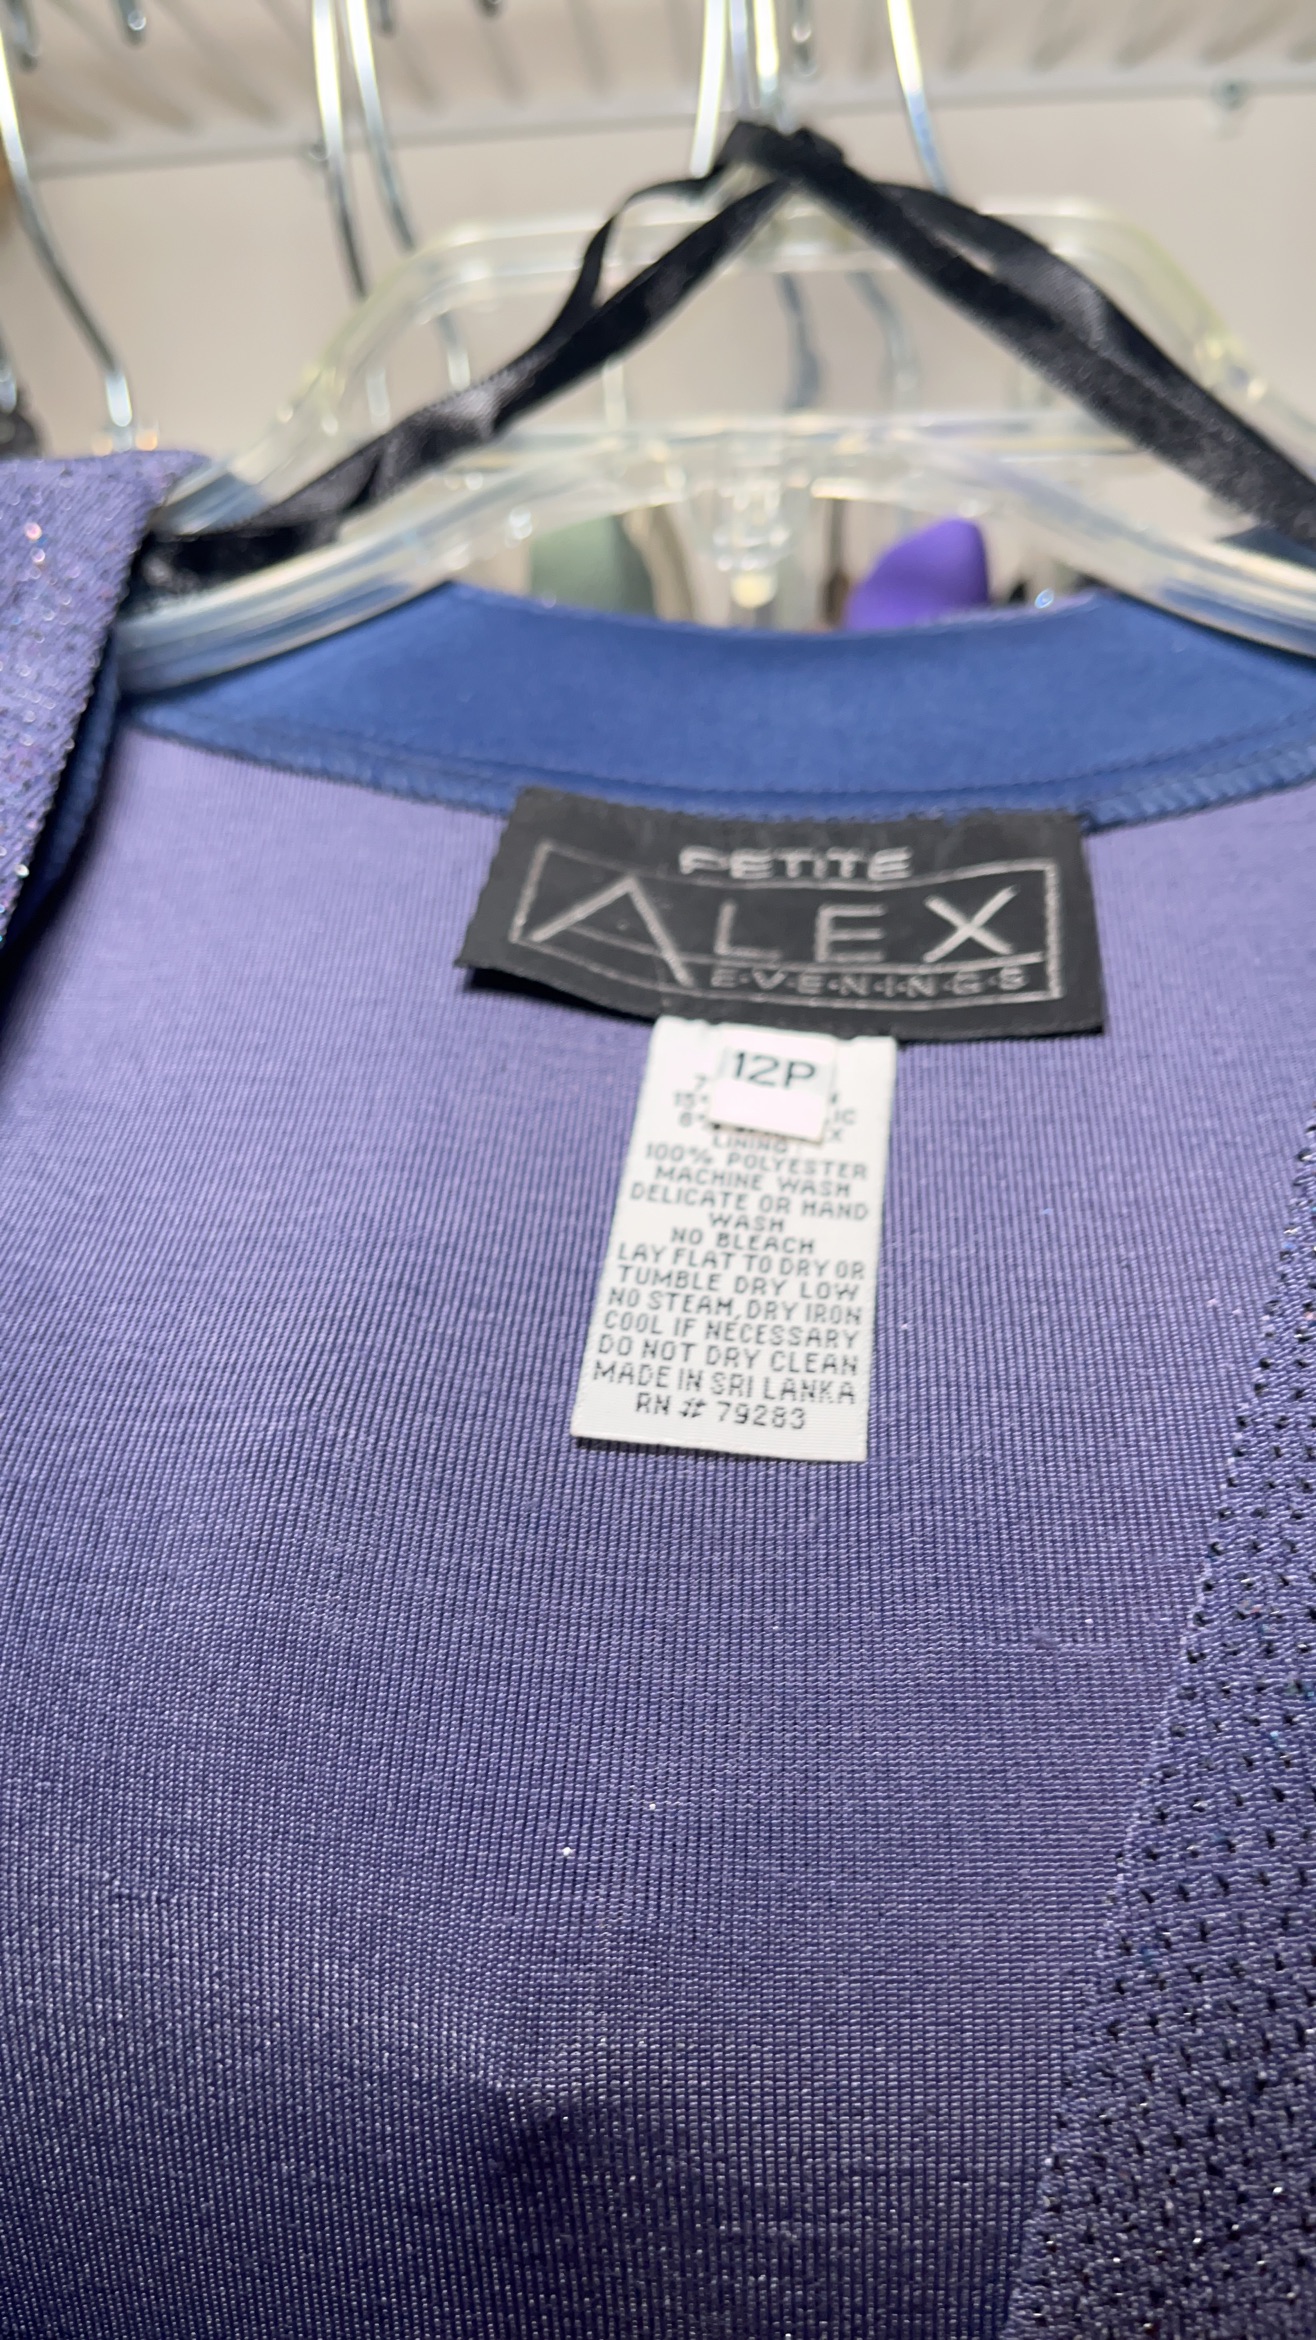 PETITE
ALEX
E·V·E·N·I·N·G·S
12P
LINING:
100% POLYESTER
MACHINE WASH
DELICATE OR HAND
WASH
NO BLEACH
LAY FLAT TO DRY OR
TUMBLE DRY LOW
NO STEAM, DRY IRON
COOL IF NECESSARY
DO NOT DRY CLEAN
MADE IN SRI LANKA
RN # 79283